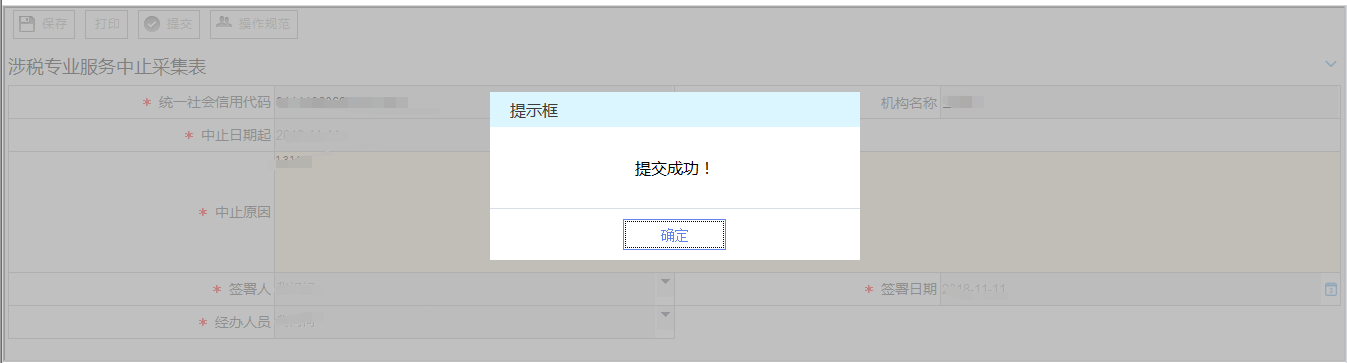 保存 打印 提交 操作规范
涉税专业服务中止采集表
* 统一社会信用代码 机构名称
* 中止日期起
* 中止原因
提示框
提交成功！
确定
* 签署人 * 签署日期 2018-11-11
* 经办人员